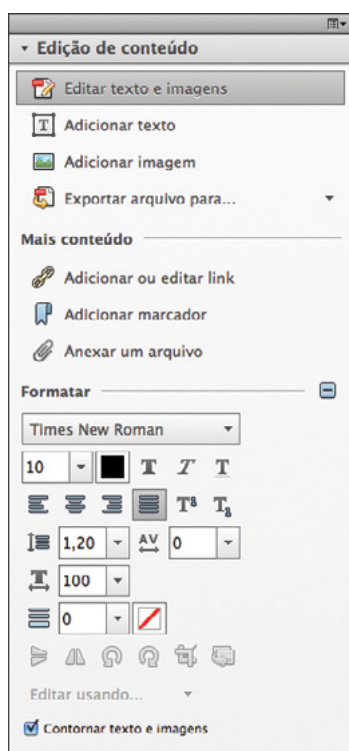 Edição de conteúdo
Editar texto e imagens
Adicionar texto
Adicionar imagem
Exportar arquivo para...
Mais conteúdo
Adicionar ou editar link
Adicionar marcador
Anexar um arquivo
Formatar
Times New Roman
10 T T T
T T
1,20 AV 0
T 100
0
Editar usando...
Contornar texto e imagens